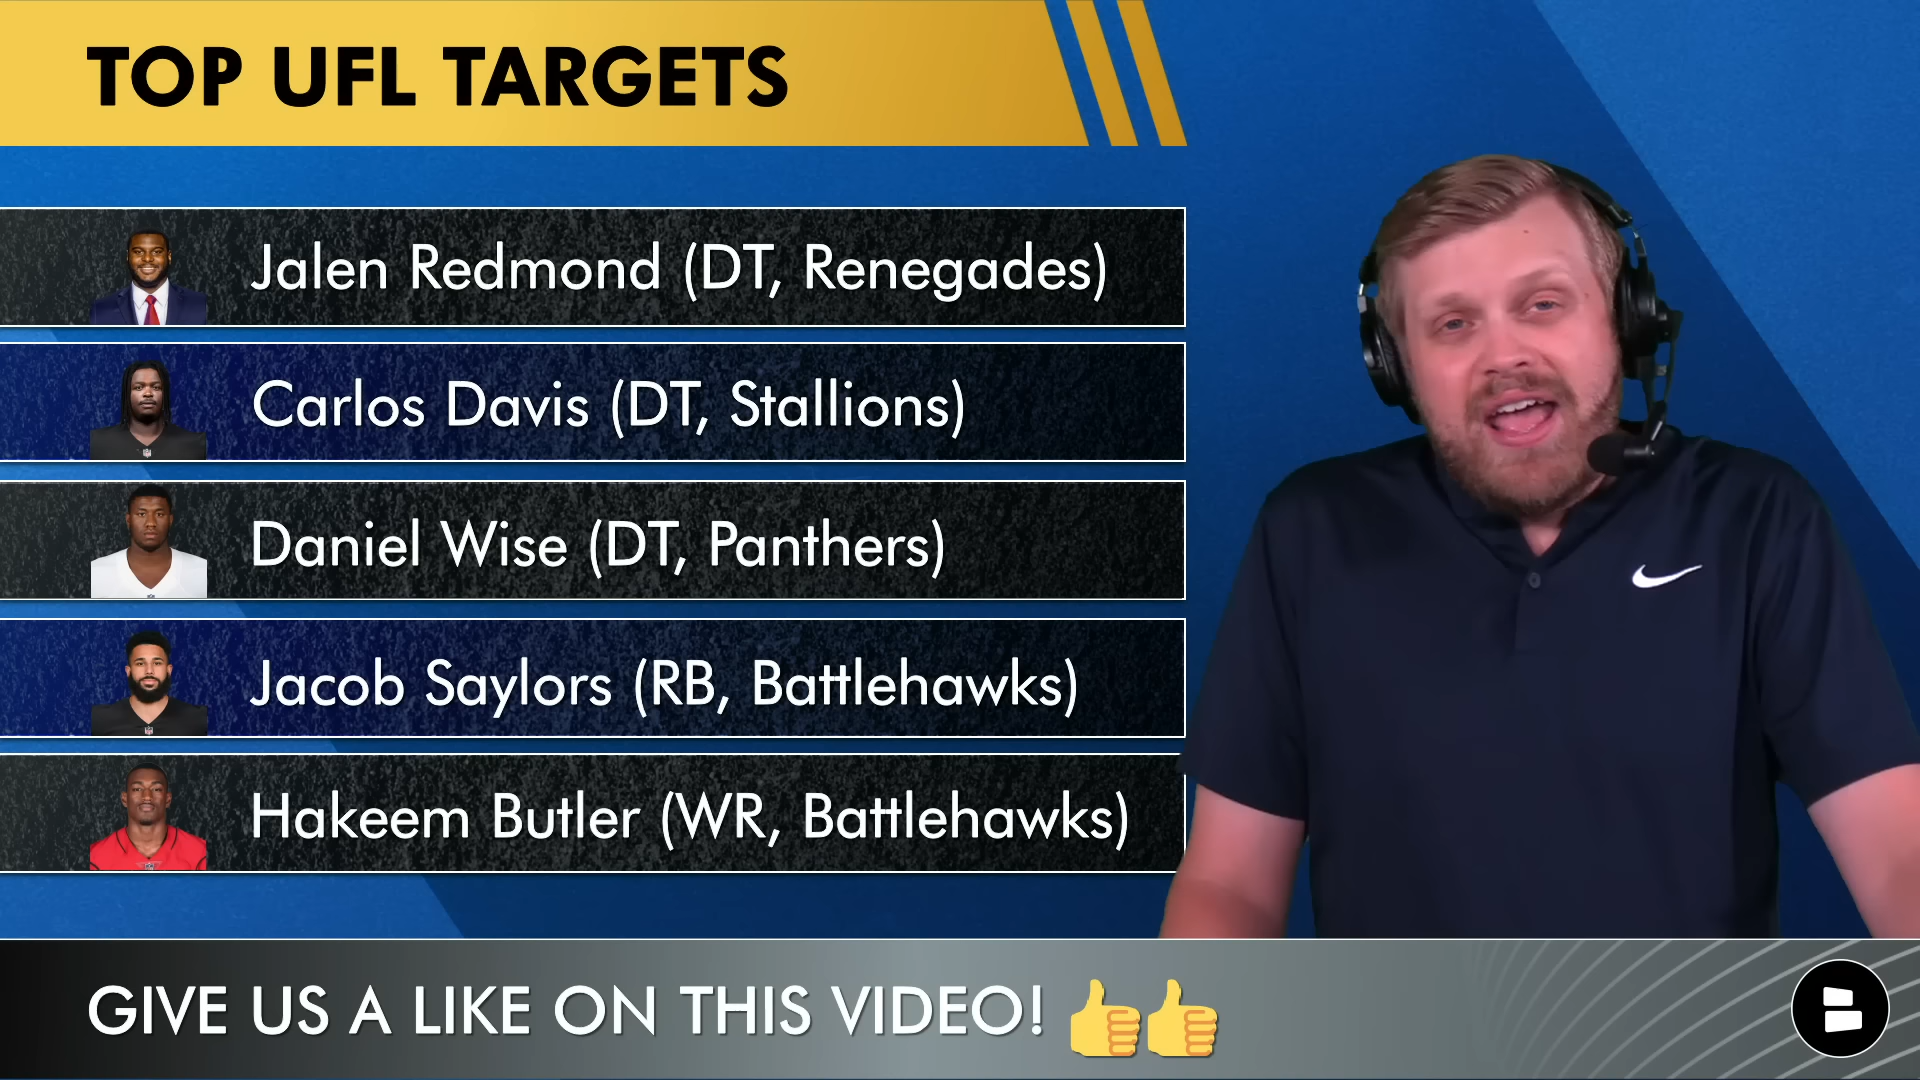 TOP UFL TARGETS
Jalen Redmond (DT, Renegades)
Carlos Davis (DT, Stallions)
Daniel Wise (DT, Panthers)
Jacob Saylors (RB, Battlehawks)
Hakeem Butler (WR, Battlehawks)
GIVE US A LIKE ON THIS VIDEO! 👍👍